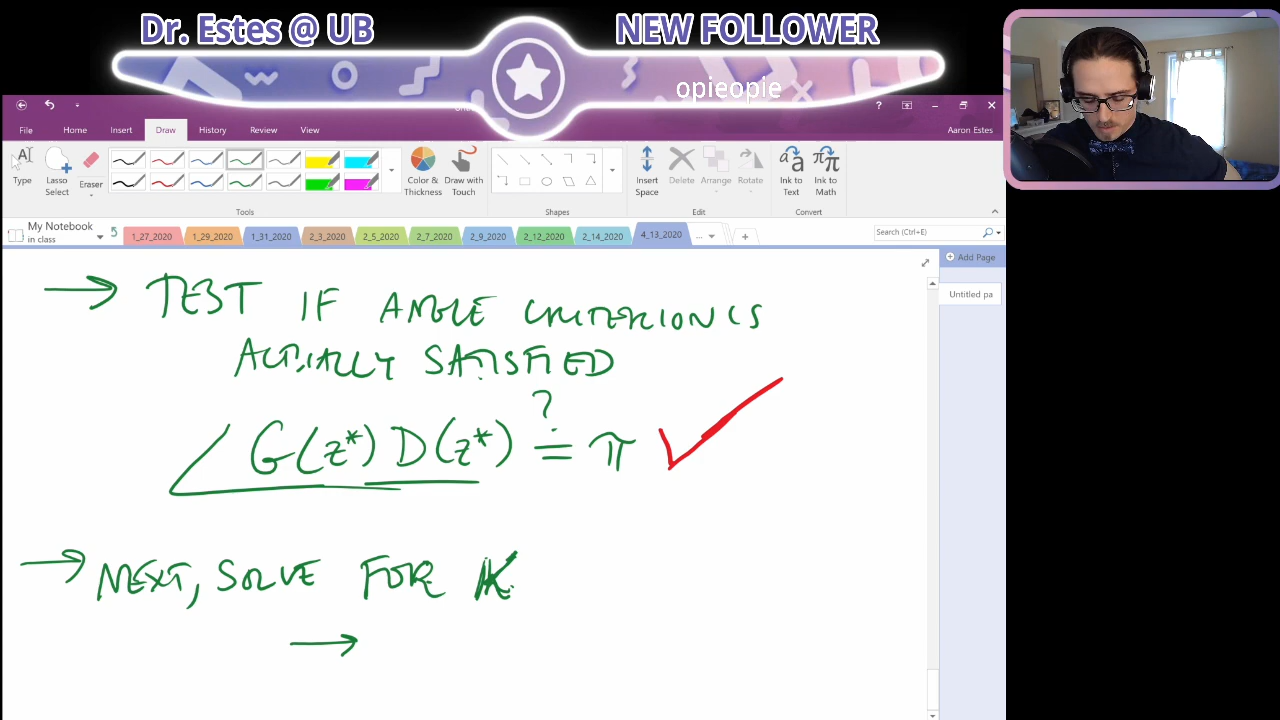 Dr. Estes @ UB
NEW FOLLOWER
opieopie
File Home Insert Draw History Review View
Aaron Estes
Type
Lasso Select
Eraser
Color & Thickness
Draw with Touch
Insert Space
Delete
Arrange
Rotate
Ink to Text
Ink to Math
Tools
Shapes
Edit
Convert
My Notebook
in class
1_27_2020 1_29_2020 1_31_2020 2_3_2020 2_5_2020 2_7_2020 2_9_2020 2_12_2020 2_14_2020 4_13_2020 ...
Search (Ctrl+E)
Add Page
Untitled pa
→ TEST IF ANGLE CRITERION IS
ACTUALLY SATISFIED
∠G(z*) D(z*) ≟ π ✓
→ NEXT, SOLVE FOR K
→